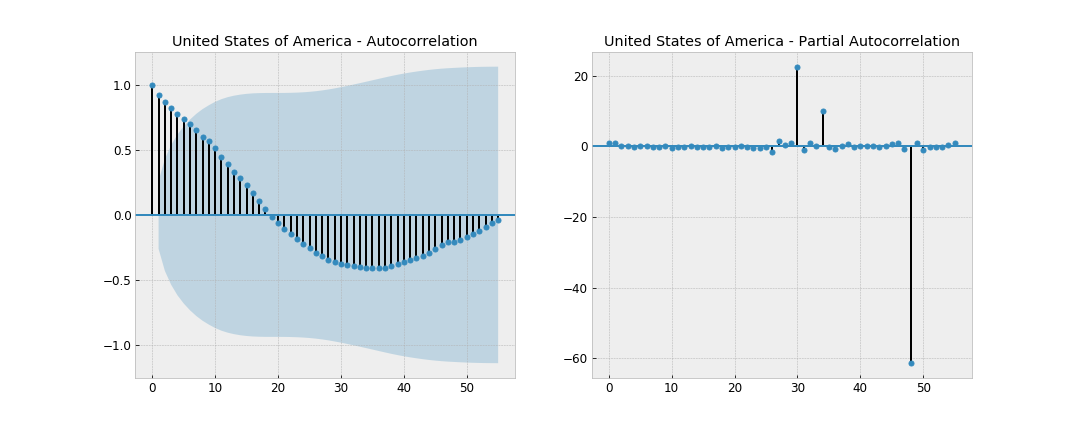 United States of America - Autocorrelation
1.0
0.5
0.0
−0.5
−1.0
0 10 20 30 40 50
United States of America - Partial Autocorrelation
20
0
−20
−40
−60
0 10 20 30 40 50